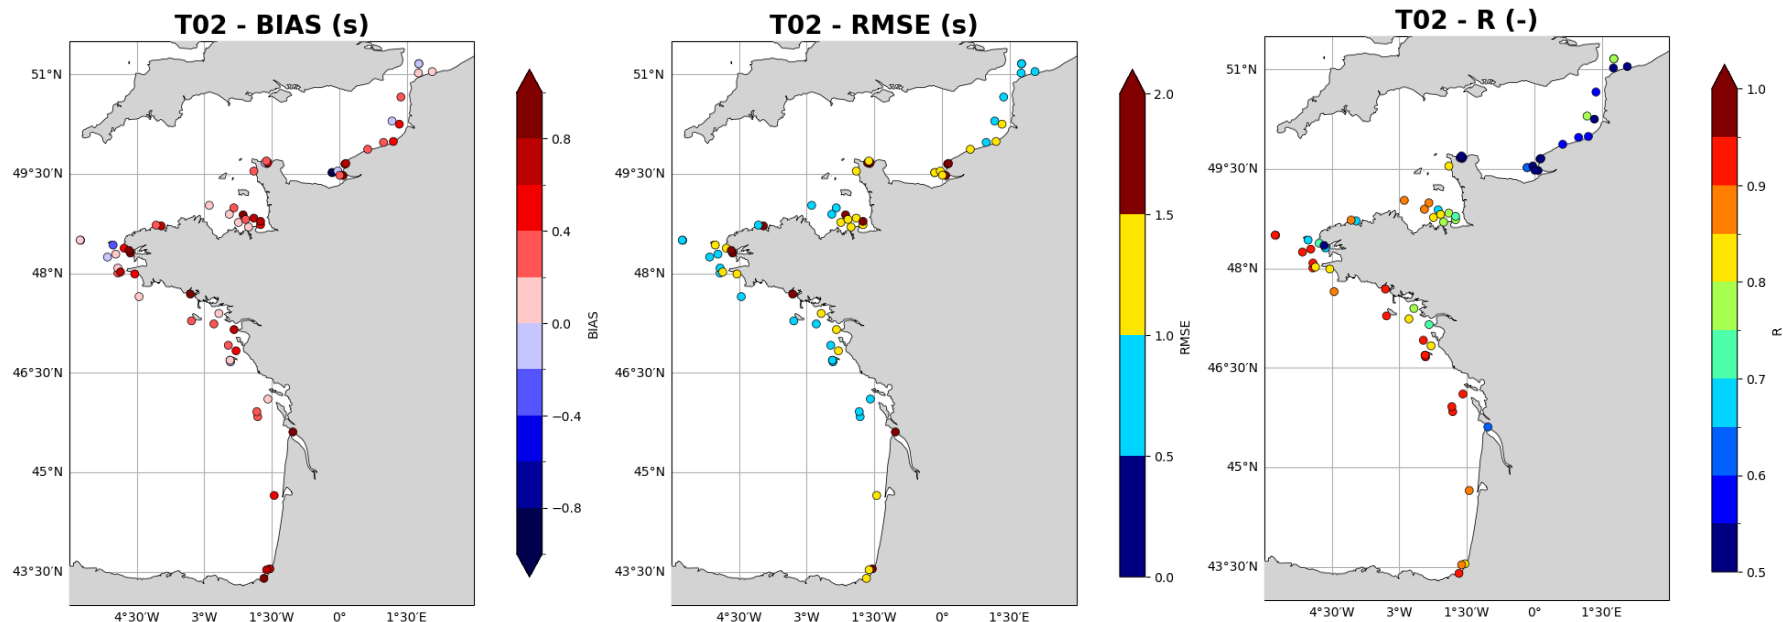 T02 - BIAS (s)
51°N
49°30′N
48°N
46°30′N
45°N
43°30′N
4°30′W
3°W
1°30′W
0°
1°30′E
0.8
0.4
0.0
−0.4
−0.8
BIAS
T02 - RMSE (s)
51°N
49°30′N
48°N
46°30′N
45°N
43°30′N
4°30′W
3°W
1°30′W
0°
1°30′E
2.0
1.5
1.0
0.5
0.0
RMSE
T02 - R (-)
51°N
49°30′N
48°N
46°30′N
45°N
43°30′N
4°30′W
3°W
1°30′W
0°
1°30′E
1.0
0.9
0.8
0.7
0.6
0.5
R